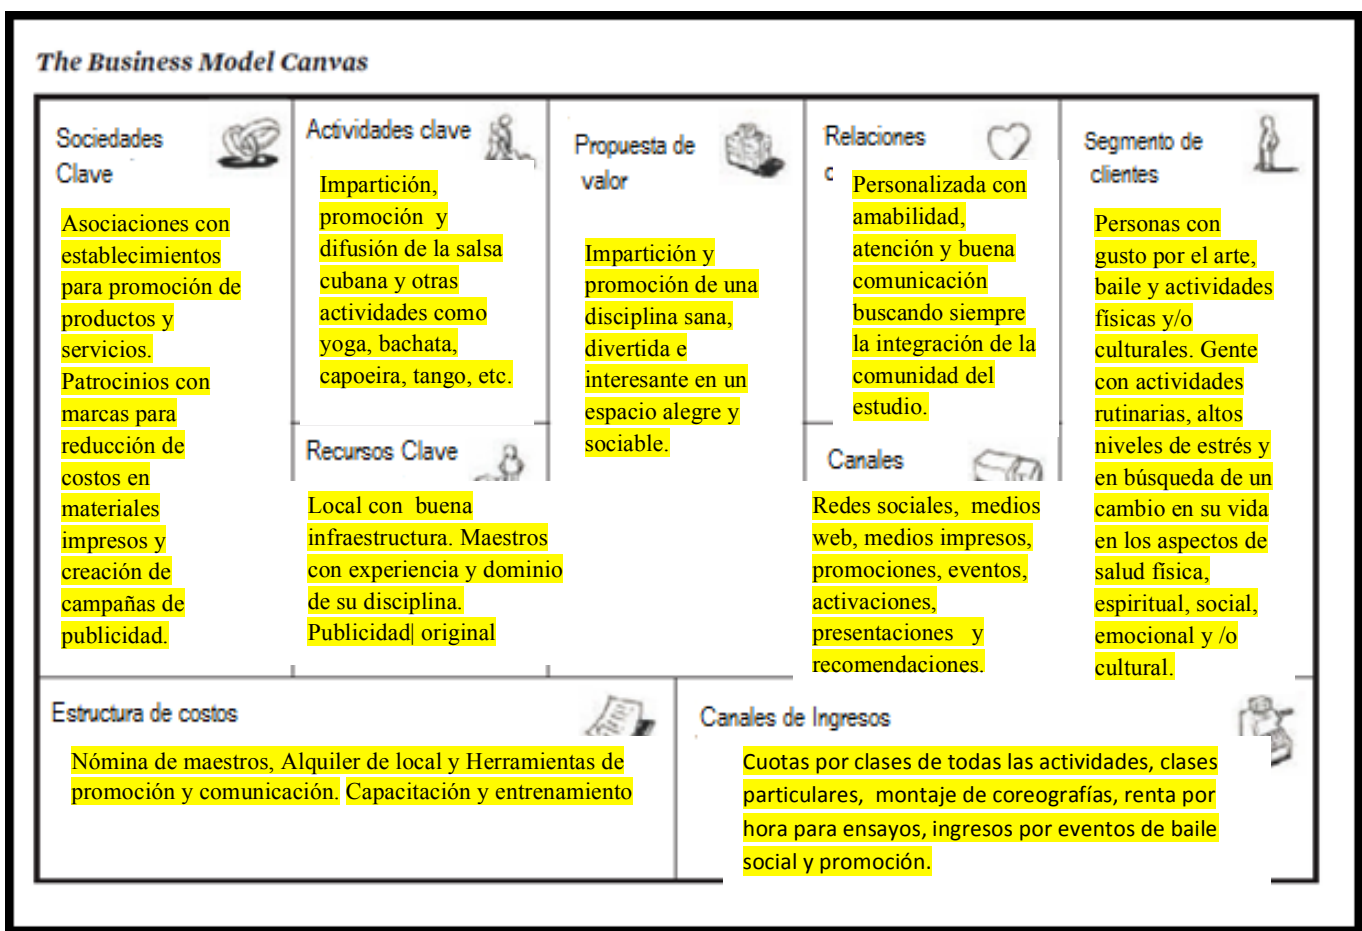 The Business Model Canvas
Sociedades
Clave
Asociaciones con
establecimientos
para promoción de
productos y
servicios.
Patrocinios con
marcas para
reducción de
costos en
materiales
impresos y
creación de
campañas de
publicidad.
Actividades clave
Impartición,
promoción y
difusión de la salsa
cubana y otras
actividades como
yoga, bachata,
capoeira, tango, etc.
Recursos Clave
Local con buena
infraestructura. Maestros
con experiencia y dominio
de su disciplina.
Publicidad| original
Propuesta de
valor
Impartición y
promoción de una
disciplina sana,
divertida e
interesante en un
espacio alegre y
sociable.
Relaciones
Personalizada con
amabilidad,
atención y buena
comunicación
buscando siempre
la integración de la
comunidad del
estudio.
Canales
Redes sociales, medios
web, medios impresos,
promociones, eventos,
activaciones,
presentaciones y
recomendaciones.
Segmento de
clientes
Personas con
gusto por el arte,
baile y actividades
físicas y/o
culturales. Gente
con actividades
rutinarias, altos
niveles de estrés y
en búsqueda de un
cambio en su vida
en los aspectos de
salud física,
espiritual, social,
emocional y /o
cultural.
Estructura de costos
Nómina de maestros, Alquiler de local y Herramientas de
promoción y comunicación. Capacitación y entrenamiento
Canales de Ingresos
Cuotas por clases de todas las actividades, clases
particulares, montaje de coreografías, renta por
hora para ensayos, ingresos por eventos de baile
social y promoción.